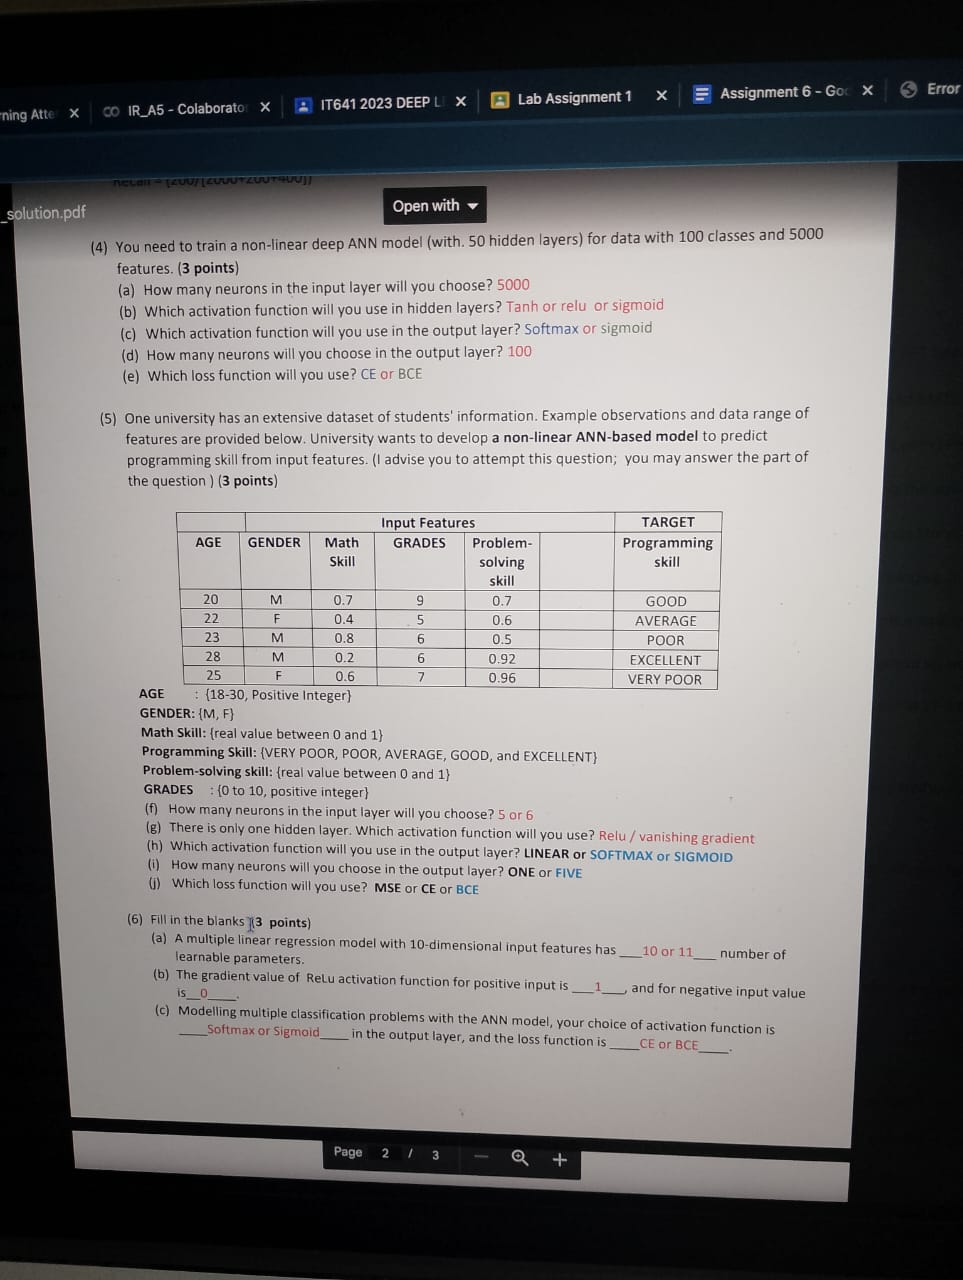 rning Atte X IR_A5 - Colaborato X IT641 2023 DEEP L X Lab Assignment 1 X Assignment 6 - Goo X Error
_solution.pdf
Open with
(4) You need to train a non-linear deep ANN model (with. 50 hidden layers) for data with 100 classes and 5000
features. (3 points)
(a) How many neurons in the input layer will you choose? 5000
(b) Which activation function will you use in hidden layers? Tanh or relu or sigmoid
(c) Which activation function will you use in the output layer? Softmax or sigmoid
(d) How many neurons will you choose in the output layer? 100
(e) Which loss function will you use? CE or BCE
(5) One university has an extensive dataset of students' information. Example observations and data range of
features are provided below. University wants to develop a non-linear ANN-based model to predict
programming skill from input features. (I advise you to attempt this question; you may answer the part of
the question ) (3 points)
Input Features TARGET
AGE GENDER Math GRADES Problem- Programming
Skill solving skill
skill
20 M 0.7 9 0.7 GOOD
22 F 0.4 5 0.6 AVERAGE
23 M 0.8 6 0.5 POOR
28 M 0.2 6 0.92 EXCELLENT
25 F 0.6 7 0.96 VERY POOR
AGE : {18-30, Positive Integer}
GENDER: {M, F}
Math Skill: {real value between 0 and 1}
Programming Skill: {VERY POOR, POOR, AVERAGE, GOOD, and EXCELLENT}
Problem-solving skill: {real value between 0 and 1}
GRADES : {0 to 10, positive integer}
(f) How many neurons in the input layer will you choose? 5 or 6
(g) There is only one hidden layer. Which activation function will you use? Relu / vanishing gradient
(h) Which activation function will you use in the output layer? LINEAR or SOFTMAX or SIGMOID
(i) How many neurons will you choose in the output layer? ONE or FIVE
(j) Which loss function will you use? MSE or CE or BCE
(6) Fill in the blanks (3 points)
(a) A multiple linear regression model with 10-dimensional input features has ___10 or 11___ number of
learnable parameters.
(b) The gradient value of ReLu activation function for positive input is ___1___, and for negative input value
is__0____.
(c) Modelling multiple classification problems with the ANN model, your choice of activation function is
____Softmax or Sigmoid____ in the output layer, and the loss function is ____CE or BCE____.
Page 2 / 3 − +